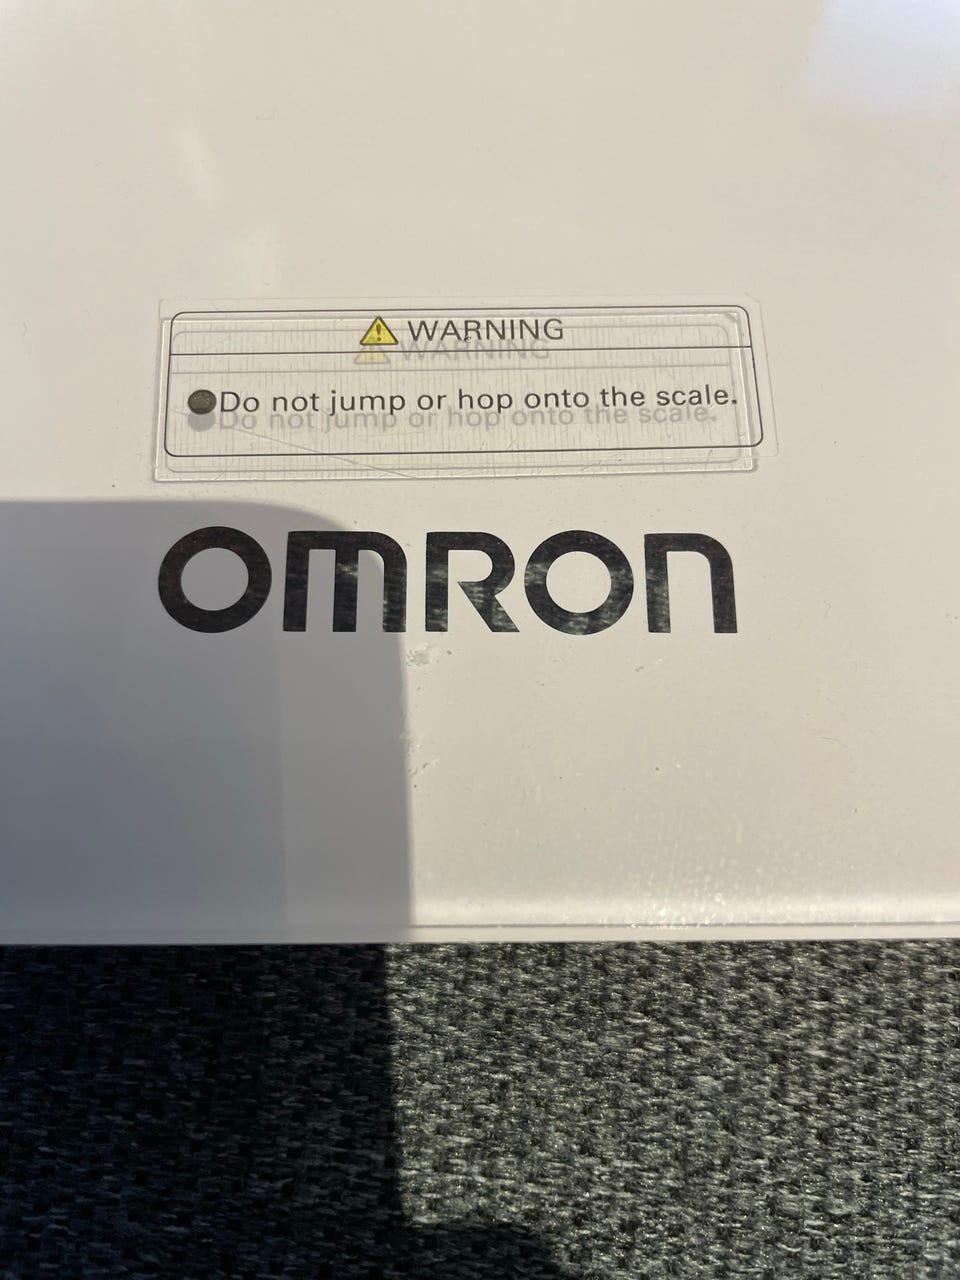 WARNING
●Do not jump or hop onto the scale.
OMRON